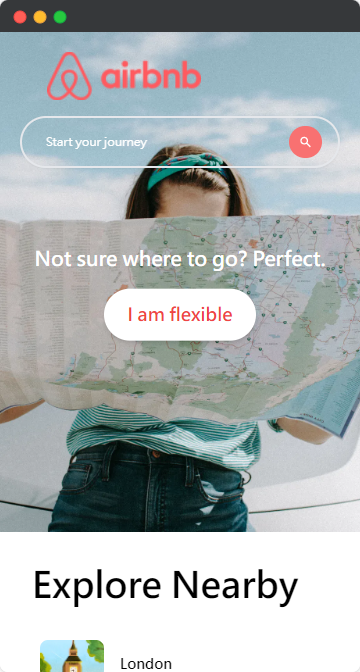 airbnb
Start your journey
Not sure where to go? Perfect.
I am flexible
Explore Nearby
London